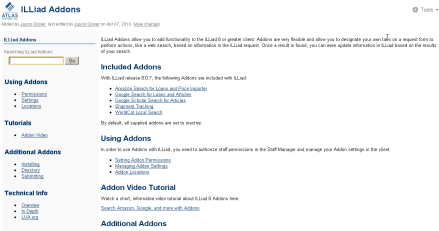 ILLiad Addons
Tools
ATLAS
Added by Jason Glover, last edited by Jason Glover on Apr 07, 2010 (view changes)
ILLiad Addons
Searching ILLiad Addons
Go
Using Addons
Permissions
Settings
Locations
Tutorials
Addon Video
Additional Addons
Installing
Directory
Submitting
Technical Info
Overview
In Depth
LUA.org
ILLiad Addons allow you to add functionality to the ILLiad 8 or greater client. Addons are very flexible and allow you to designate your own tabs on a request form to
perform actions, like a web search, based on information in the ILLiad request. Once a result is found, you can even update information in ILLiad based on the results
of your search.
Included Addons
With ILLiad release 8.0.7, the following Addons are included with ILLiad:
Amazon Search for Loans and Price Importer
Google Search for Loans and Articles
Google Scholar Search for Articles
Shipment Tracking
WorldCat Local Search
By default, all supplied addons are set to inactive.
Using Addons
In order to use Addons with ILLiad, you need to authorize staff permissions in the Staff Manager and manage your Addon settings in the client:
Setting Addon Permissions
Managing Addon Settings
Addon Locations
Addon Video Tutorial
Watch a short, informative video tutorial about ILLiad 8 Addons here:
Search Amazon, Google, and more with Addons
Additional Addons